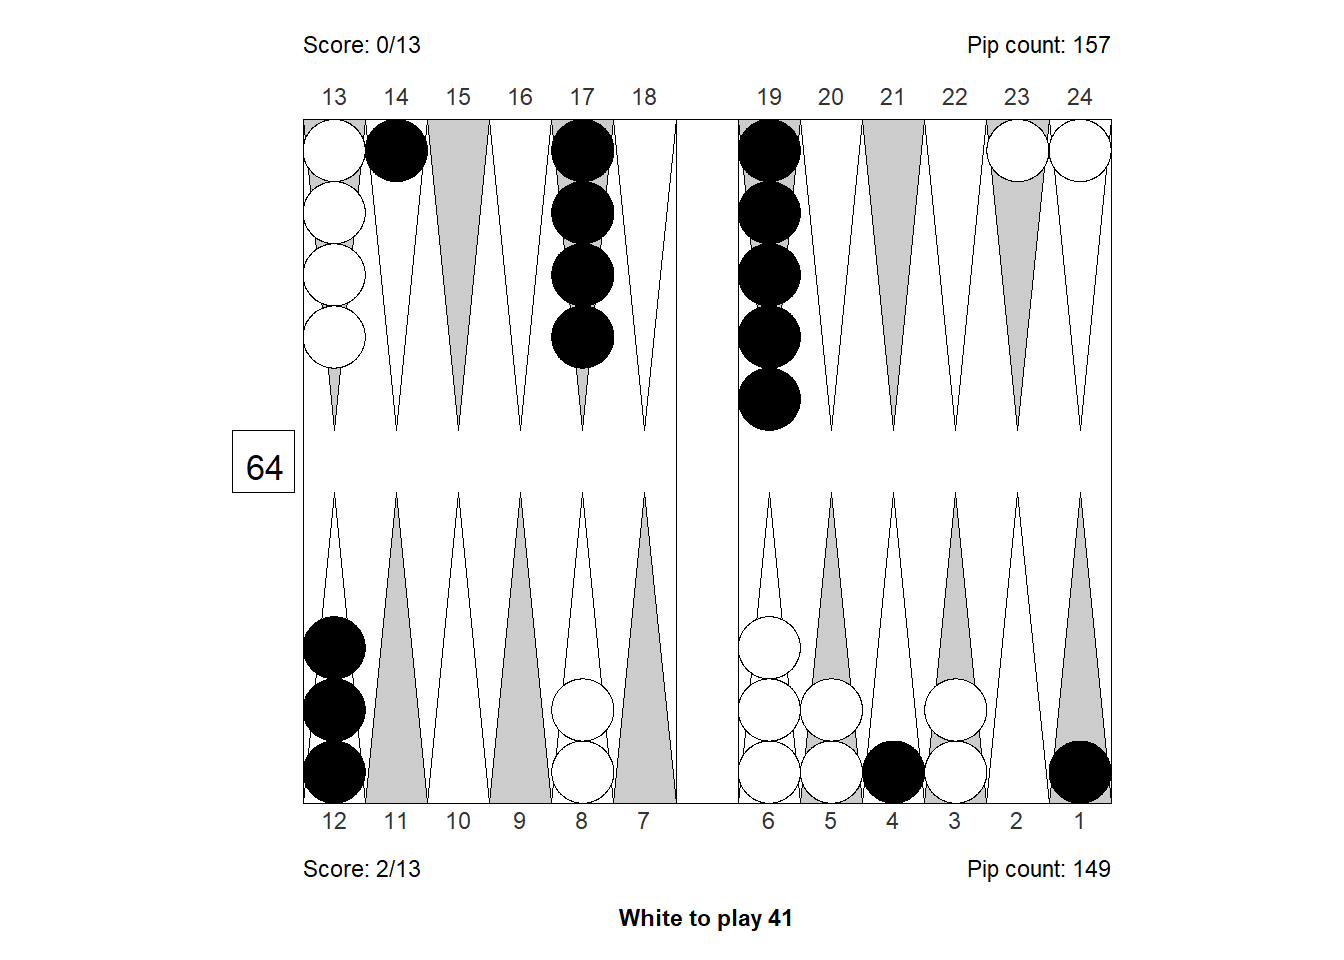 Score: 0/13 Pip count: 157
13 14 15 16 17 18 19 20 21 22 23 24
64
12 11 10 9 8 7 6 5 4 3 2 1
Score: 2/13 Pip count: 149
White to play 41